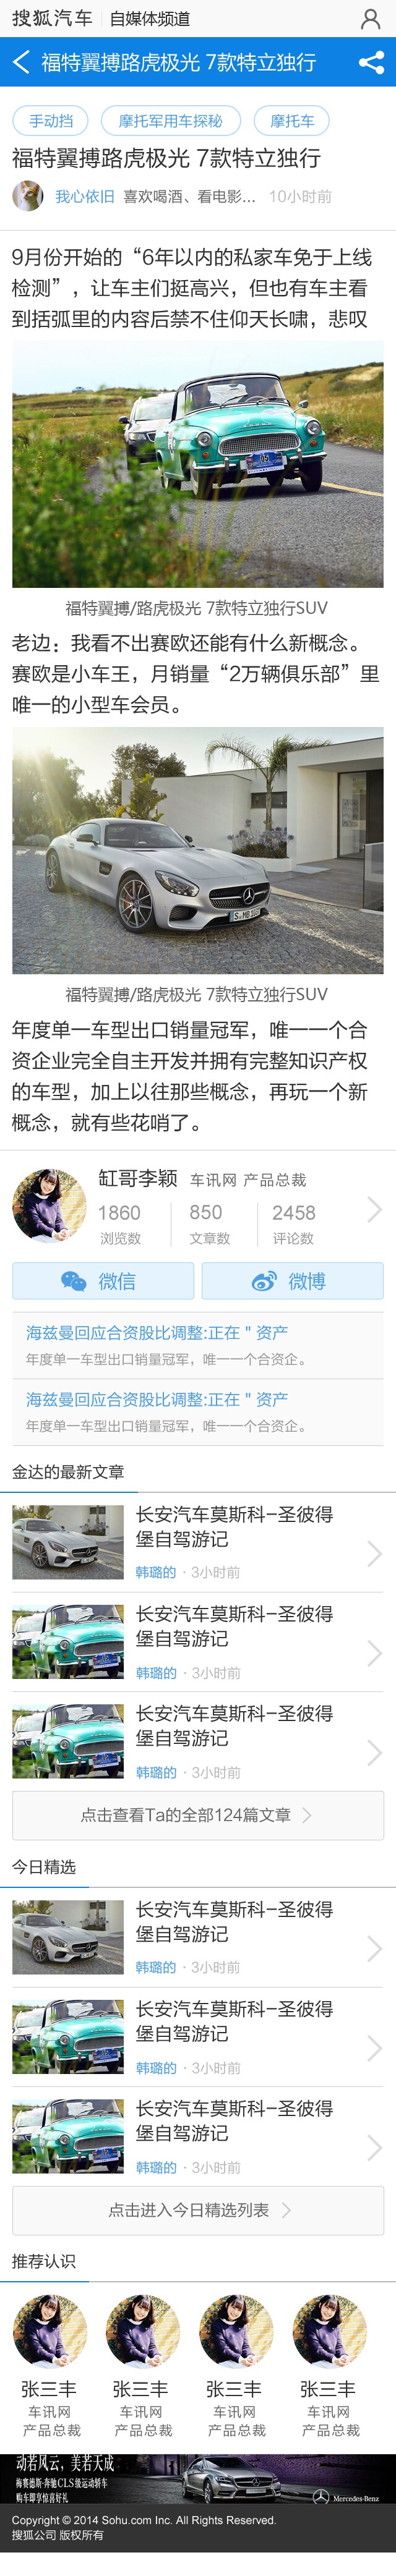 搜狐汽车 自媒体频道
福特翼搏路虎极光 7款特立独行
手动挡 摩托军用车探秘 摩托车
福特翼搏路虎极光 7款特立独行
我心依旧 喜欢喝酒、看电影... 10小时前
9月份开始的“6年以内的私家车免于上线
检测”，让车主们挺高兴，但也有车主看
到括弧里的内容后禁不住仰天长啸，悲叹
福特翼搏/路虎极光 7款特立独行SUV
老边：我看不出赛欧还能有什么新概念。
赛欧是小车王，月销量“2万辆俱乐部”里
唯一的小型车会员。
福特翼搏/路虎极光 7款特立独行SUV
年度单一车型出口销量冠军，唯一一个合
资企业完全自主开发并拥有完整知识产权
的车型，加上以往那些概念，再玩一个新
概念，就有些花哨了。
缸哥李颖 车讯网 产品总裁
1860 850 2458
浏览数 文章数 评论数
微信 微博
海兹曼回应合资股比调整:正在 " 资产
年度单一车型出口销量冠军，唯一一个合资企。
海兹曼回应合资股比调整:正在 " 资产
年度单一车型出口销量冠军，唯一一个合资企。
金达的最新文章
长安汽车莫斯科-圣彼得
堡自驾游记
韩璐的 · 3小时前
长安汽车莫斯科-圣彼得
堡自驾游记
韩璐的 · 3小时前
长安汽车莫斯科-圣彼得
堡自驾游记
韩璐的 · 3小时前
点击查看Ta的全部124篇文章
今日精选
长安汽车莫斯科-圣彼得
堡自驾游记
韩璐的 · 3小时前
长安汽车莫斯科-圣彼得
堡自驾游记
韩璐的 · 3小时前
长安汽车莫斯科-圣彼得
堡自驾游记
韩璐的 · 3小时前
点击进入今日精选列表
推荐认识
张三丰 张三丰 张三丰 张三丰
车讯网 车讯网 车讯网 车讯网
产品总裁 产品总裁 产品总裁 产品总裁
动若风云，美若天成
梅赛德斯-奔驰CLS级运动轿车
购车即享惊喜好礼
Mercedes-Benz
Copyright © 2014 Sohu.com Inc. All Rights Reserved.
搜狐公司 版权所有